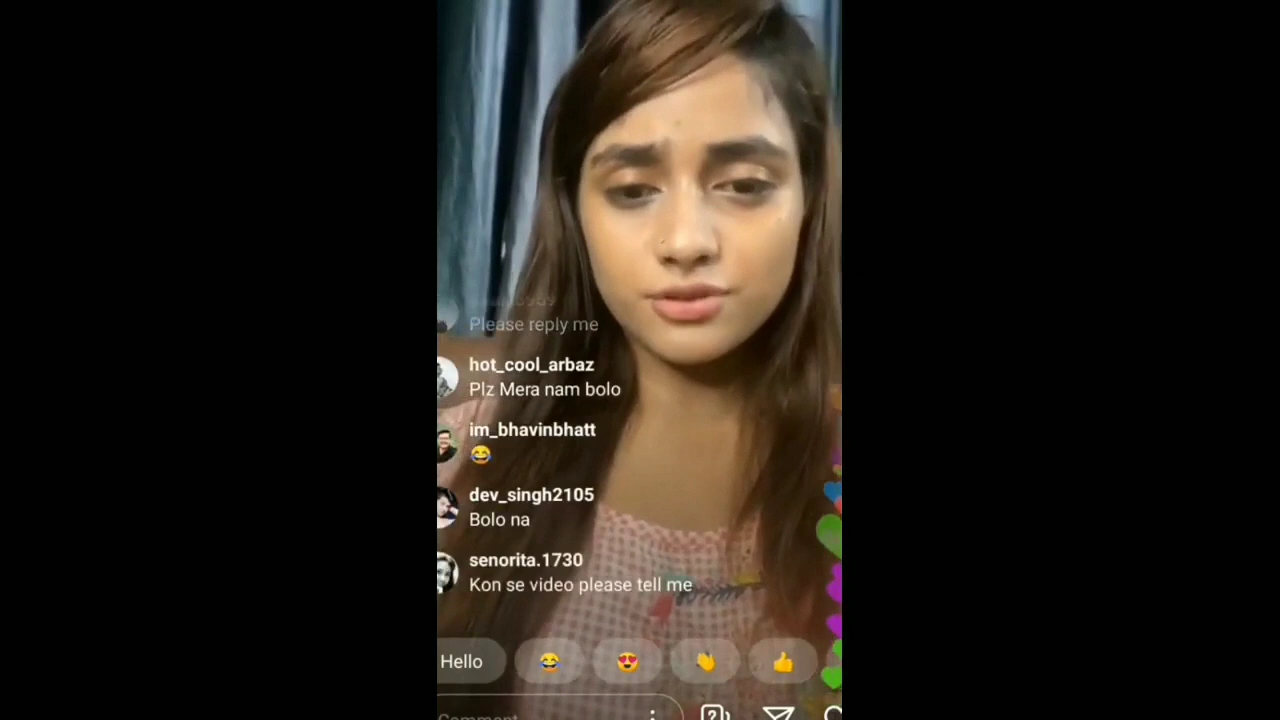 Please reply me
hot_cool_arbaz
Plz Mera nam bolo
im_bhavinbhatt
😂
dev_singh2105
Bolo na
senorita.1730
Kon se video please tell me
Hello 😂 😍 👏 👍
Comment